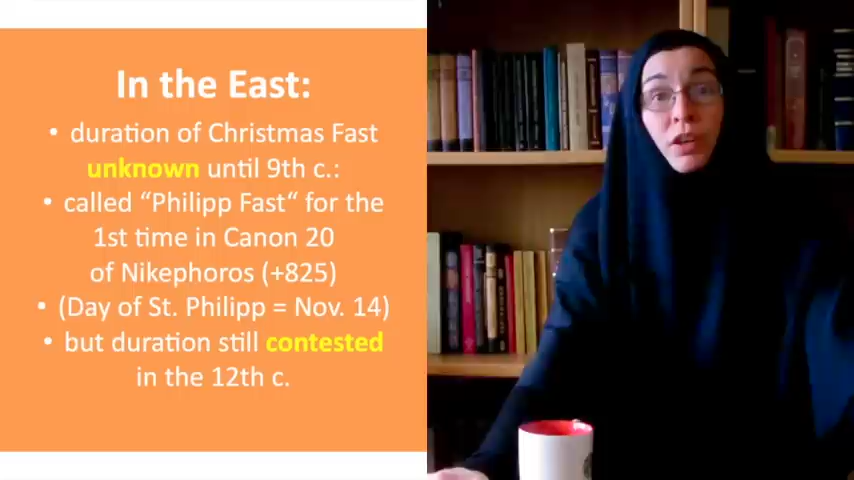 In the East:
• duration of Christmas Fast
unknown until 9th c.:
• called “Philipp Fast“ for the
1st time in Canon 20
of Nikephoros (+825)
• (Day of St. Philipp = Nov. 14)
• but duration still contested
in the 12th c.